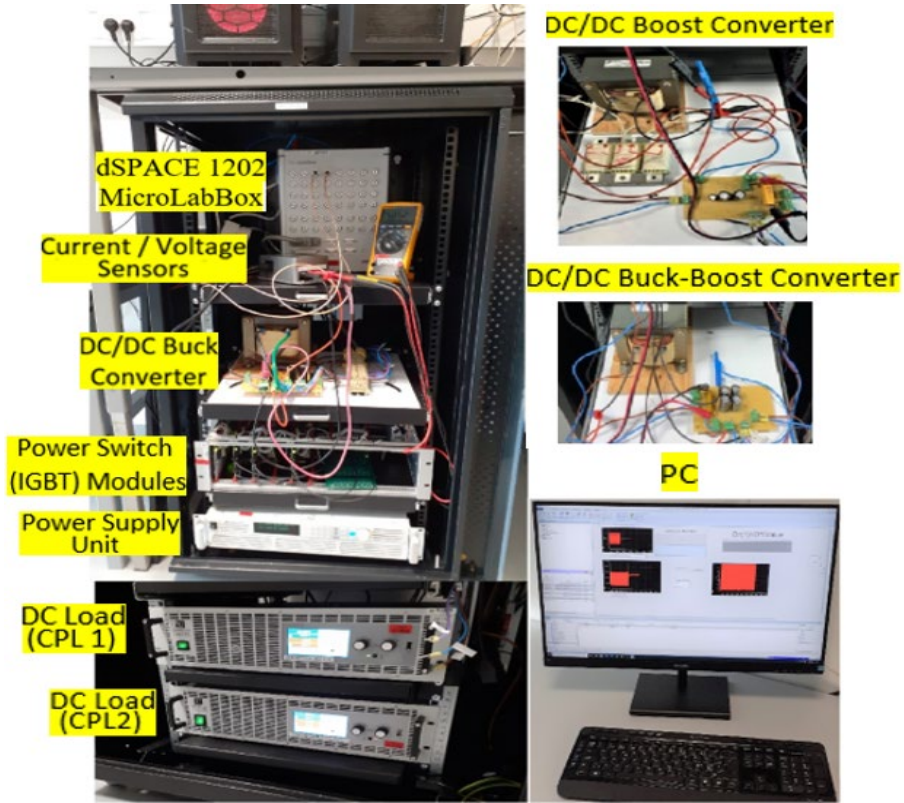 DC/DC Boost Converter
dSPACE 1202
MicroLabBox
Current / Voltage
Sensors
DC/DC Buck-Boost Converter
DC/DC Buck
Converter
Power Switch
(IGBT) Modules
PC
Power Supply
Unit
DC Load
(CPL 1)
DC Load
(CPL2)